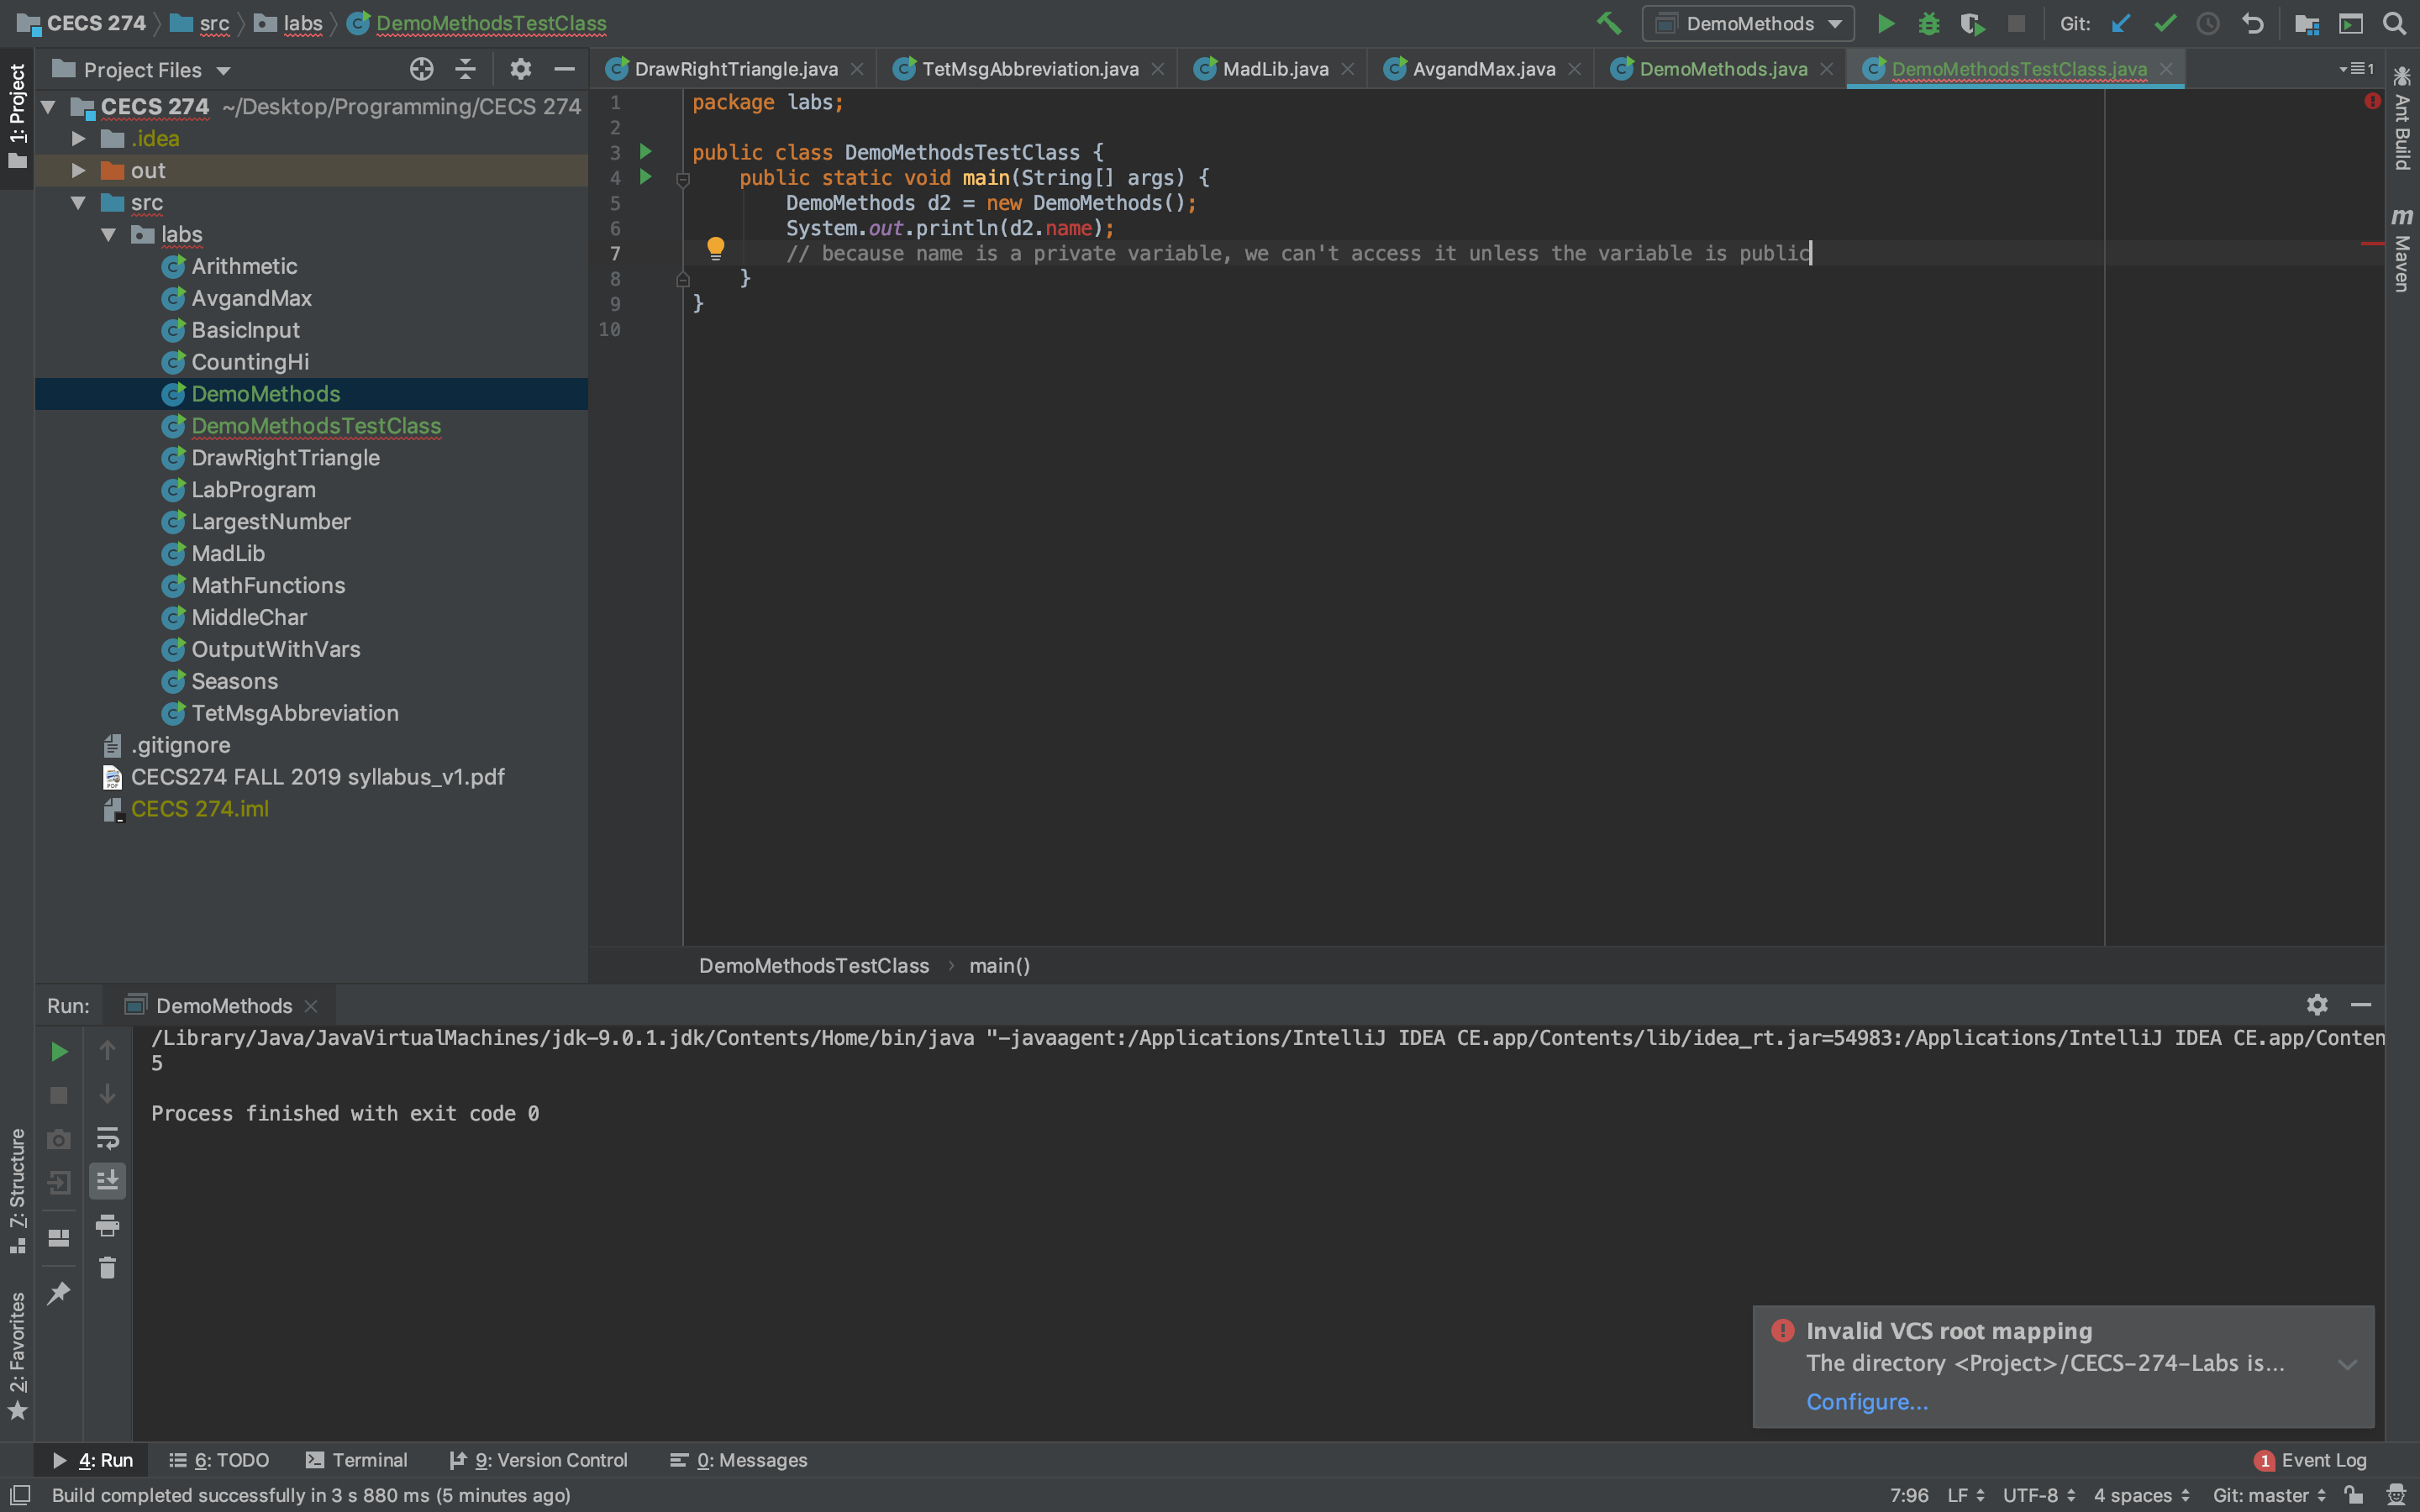 CECS 274 src labs DemoMethodsTestClass DemoMethods Git:
1: Project Project Files DrawRightTriangle.java TetMsgAbbreviation.java MadLib.java AvgandMax.java DemoMethods.java DemoMethodsTestClass.java 1
CECS 274 ~/Desktop/Programming/CECS 274
.idea
out
src
labs
Arithmetic
AvgandMax
BasicInput
CountingHi
DemoMethods
DemoMethodsTestClass
DrawRightTriangle
LabProgram
LargestNumber
MadLib
MathFunctions
MiddleChar
OutputWithVars
Seasons
TetMsgAbbreviation
.gitignore
CECS274 FALL 2019 syllabus_v1.pdf
CECS 274.iml
1 package labs;
2
3 public class DemoMethodsTestClass {
4 public static void main(String[] args) {
5 DemoMethods d2 = new DemoMethods();
6 System.out.println(d2.name);
7 // because name is a private variable, we can't access it unless the variable is public
8 }
9 }
10
Ant Build
m Maven
DemoMethodsTestClass › main()
Run: DemoMethods
/Library/Java/JavaVirtualMachines/jdk-9.0.1.jdk/Contents/Home/bin/java "-javaagent:/Applications/IntelliJ IDEA CE.app/Contents/lib/idea_rt.jar=54983:/Applications/IntelliJ IDEA CE.app/Conten
5
Process finished with exit code 0
7: Structure
2: Favorites
Invalid VCS root mapping
The directory <Project>/CECS-274-Labs is...
Configure...
4: Run 6: TODO Terminal 9: Version Control 0: Messages 1 Event Log
Build completed successfully in 3 s 880 ms (5 minutes ago) 7:96 LF UTF-8 4 spaces Git: master